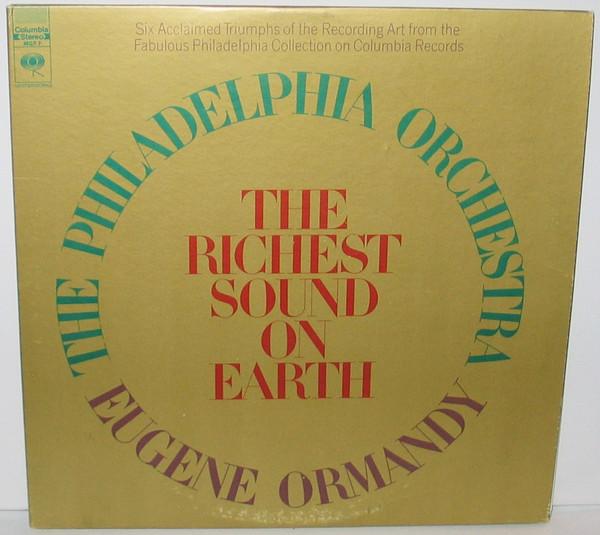 Six Acclaimed Triumphs of the Recording Art from the
Fabulous Philadelphia Collection on Columbia Records
Columbia
Stereo
THE PHILADELPHIA ORCHESTRA
THE
RICHEST
SOUND
ON
EARTH
EUGENE ORMANDY